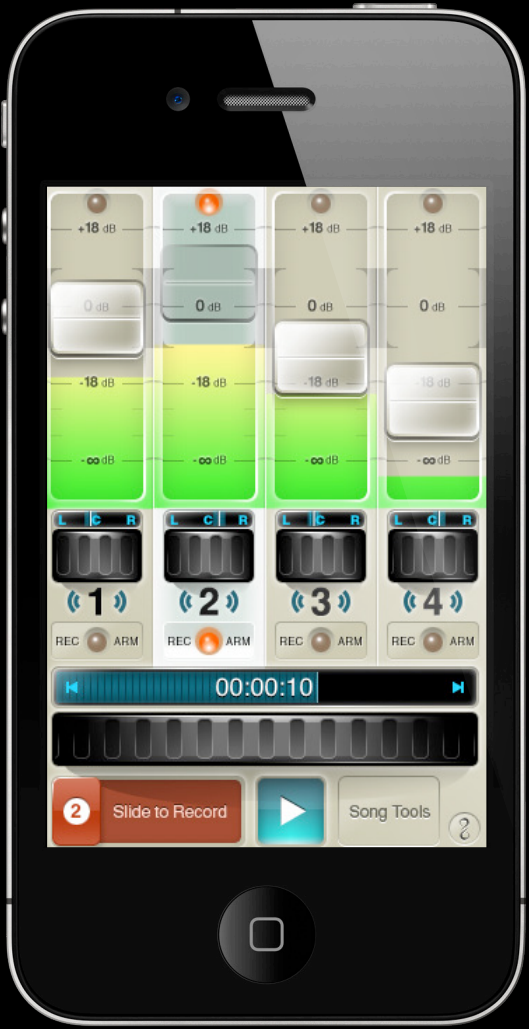 +18 dB +18 dB +18 dB +18 dB
0 dB 0 dB 0 dB
-18 dB -18 dB -18 dB -18 dB
-∞ dB -∞ dB -∞ dB -∞ dB
L C R L C R L C R L C R
1 2 3 4
REC ARM REC ARM REC ARM REC ARM
00:00:10
2 Slide to Record Song Tools